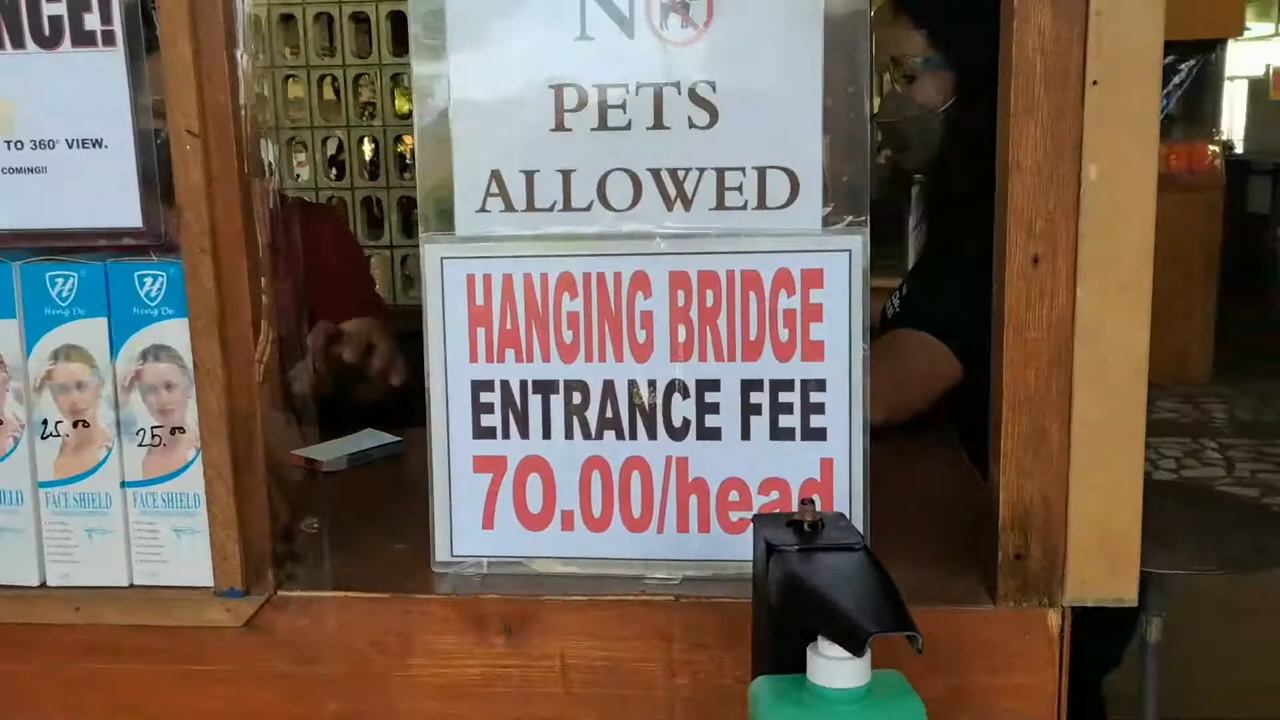 NCE!
TO 360° VIEW.
COMING!!
NO
PETS
ALLOWED
HANGING BRIDGE
ENTRANCE FEE
70.00/head
H
Hong De
25.00
FACE SHIELD
H
Hong De
25.00
FACE SHIELD